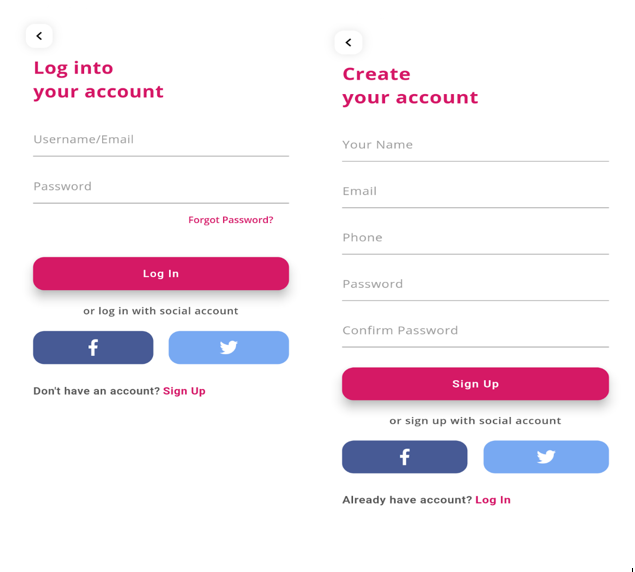 Log into
your account
Username/Email
Password
Forgot Password?
Log In
or log in with social account
Don't have an account? Sign Up
Create
your account
Your Name
Email
Phone
Password
Confirm Password
Sign Up
or sign up with social account
Already have account? Log In